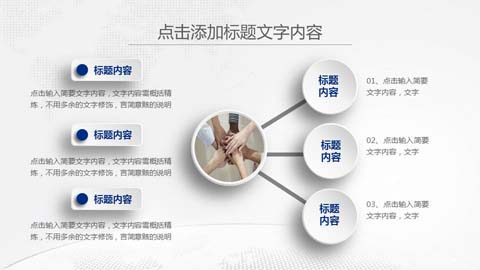 点击添加标题文字内容
标题内容
点击输入简要文字内容，文字内容需概括精
炼，不用多余的文字修饰，言简意赅的说明
标题内容
点击输入简要文字内容，文字内容需概括精
炼，不用多余的文字修饰，言简意赅的说明
标题内容
点击输入简要文字内容，文字内容需概括精
炼，不用多余的文字修饰，言简意赅的说明
标题
内容
01、点击输入简要
文字内容，文字
标题
内容
02、点击输入简要
文字内容，文字
标题
内容
03、点击输入简要
文字内容，文字